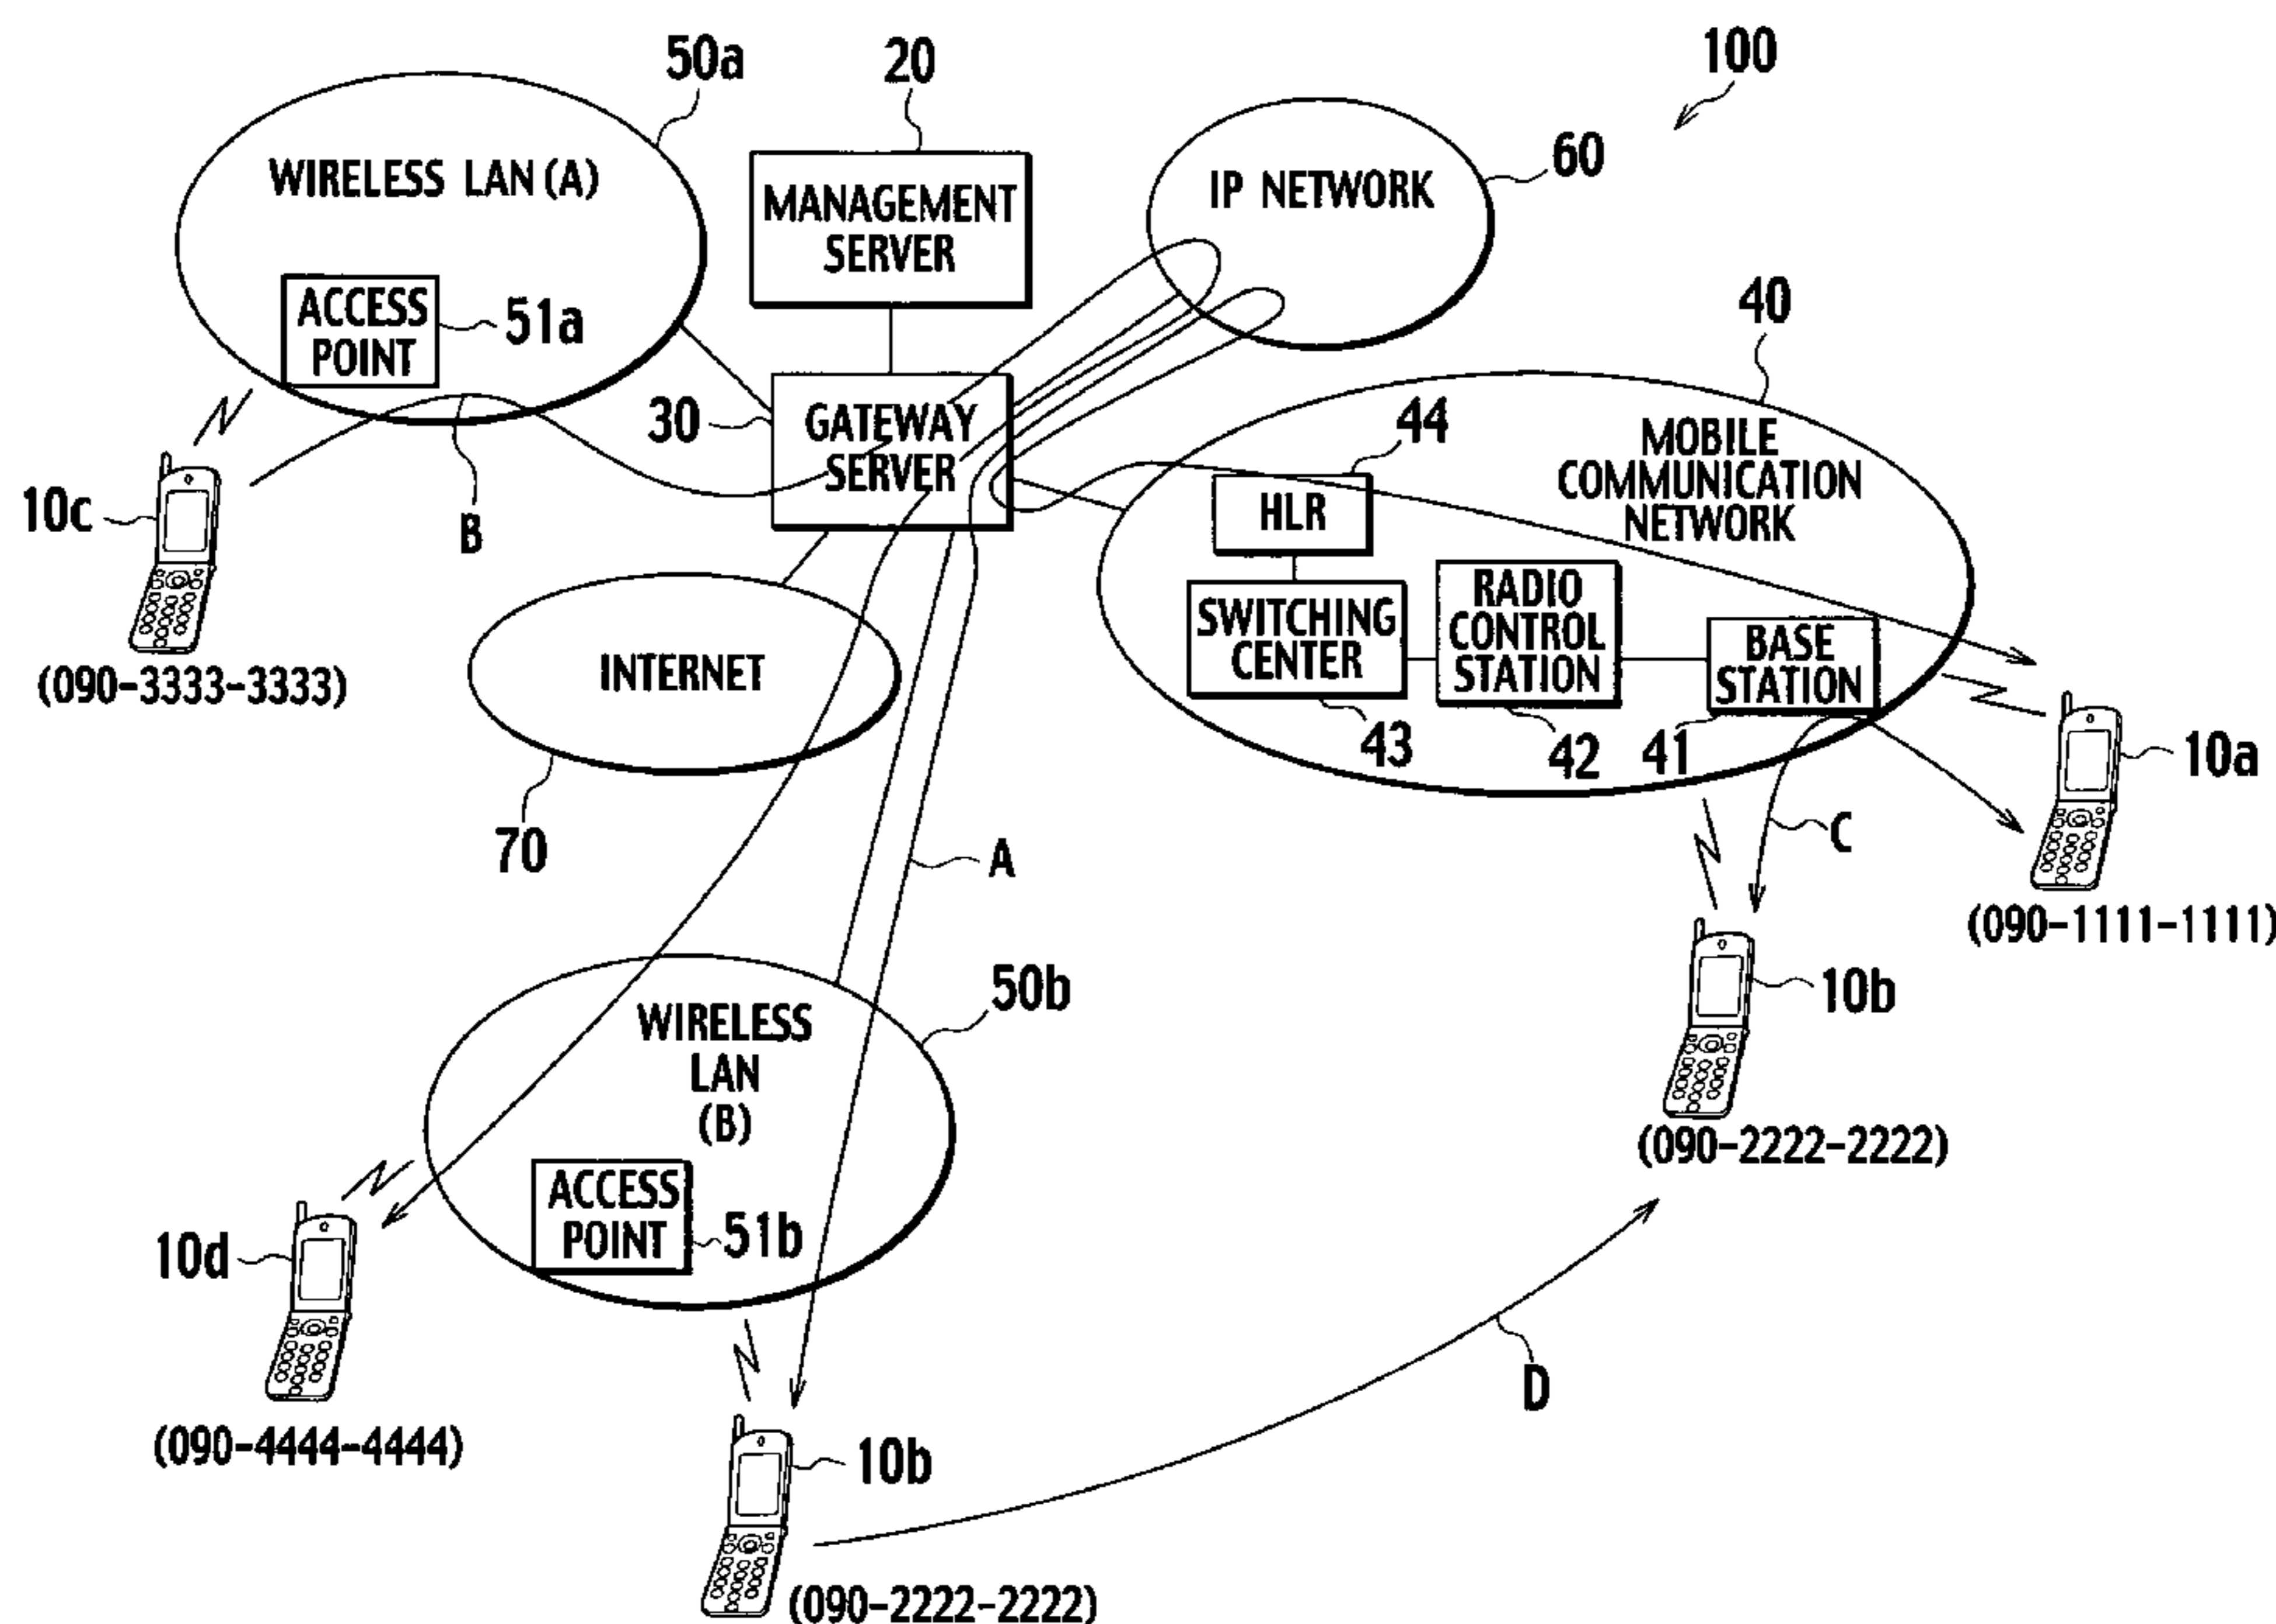 50a
20
100
WIRELESS LAN (A)
MANAGEMENT
SERVER
IP NETWORK
60
ACCESS
POINT
51a
40
30
GATEWAY
SERVER
44
MOBILE
COMMUNICATION
NETWORK
HLR
10c
B
(090-3333-3333)
INTERNET
SWITCHING
CENTER
RADIO
CONTROL
STATION
BASE
STATION
43
42
41
10a
70
A
C
(090-1111-1111)
50b
10b
WIRELESS
LAN
(B)
(090-2222-2222)
ACCESS
POINT
51b
10d
D
(090-4444-4444)
10b
(090-2222-2222)